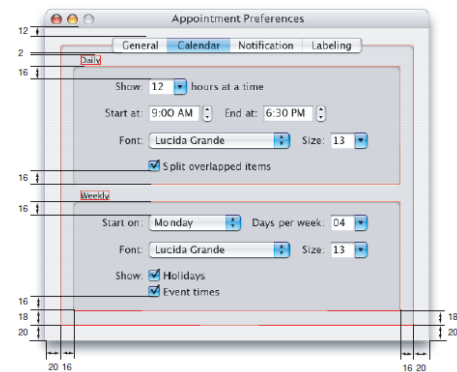 Appointment Preferences
12
General Calendar Notification Labeling
2
Daily
16
Show: 12 hours at a time
Start at: 9:00 AM End at: 6:30 PM
Font: Lucida Grande Size: 13
Split overlapped items
16
Weekly
16
Start on: Monday Days per week: 04
Font: Lucida Grande Size: 13
Show: Holidays
Event times
16
18 18
20 20
20 16 16 20